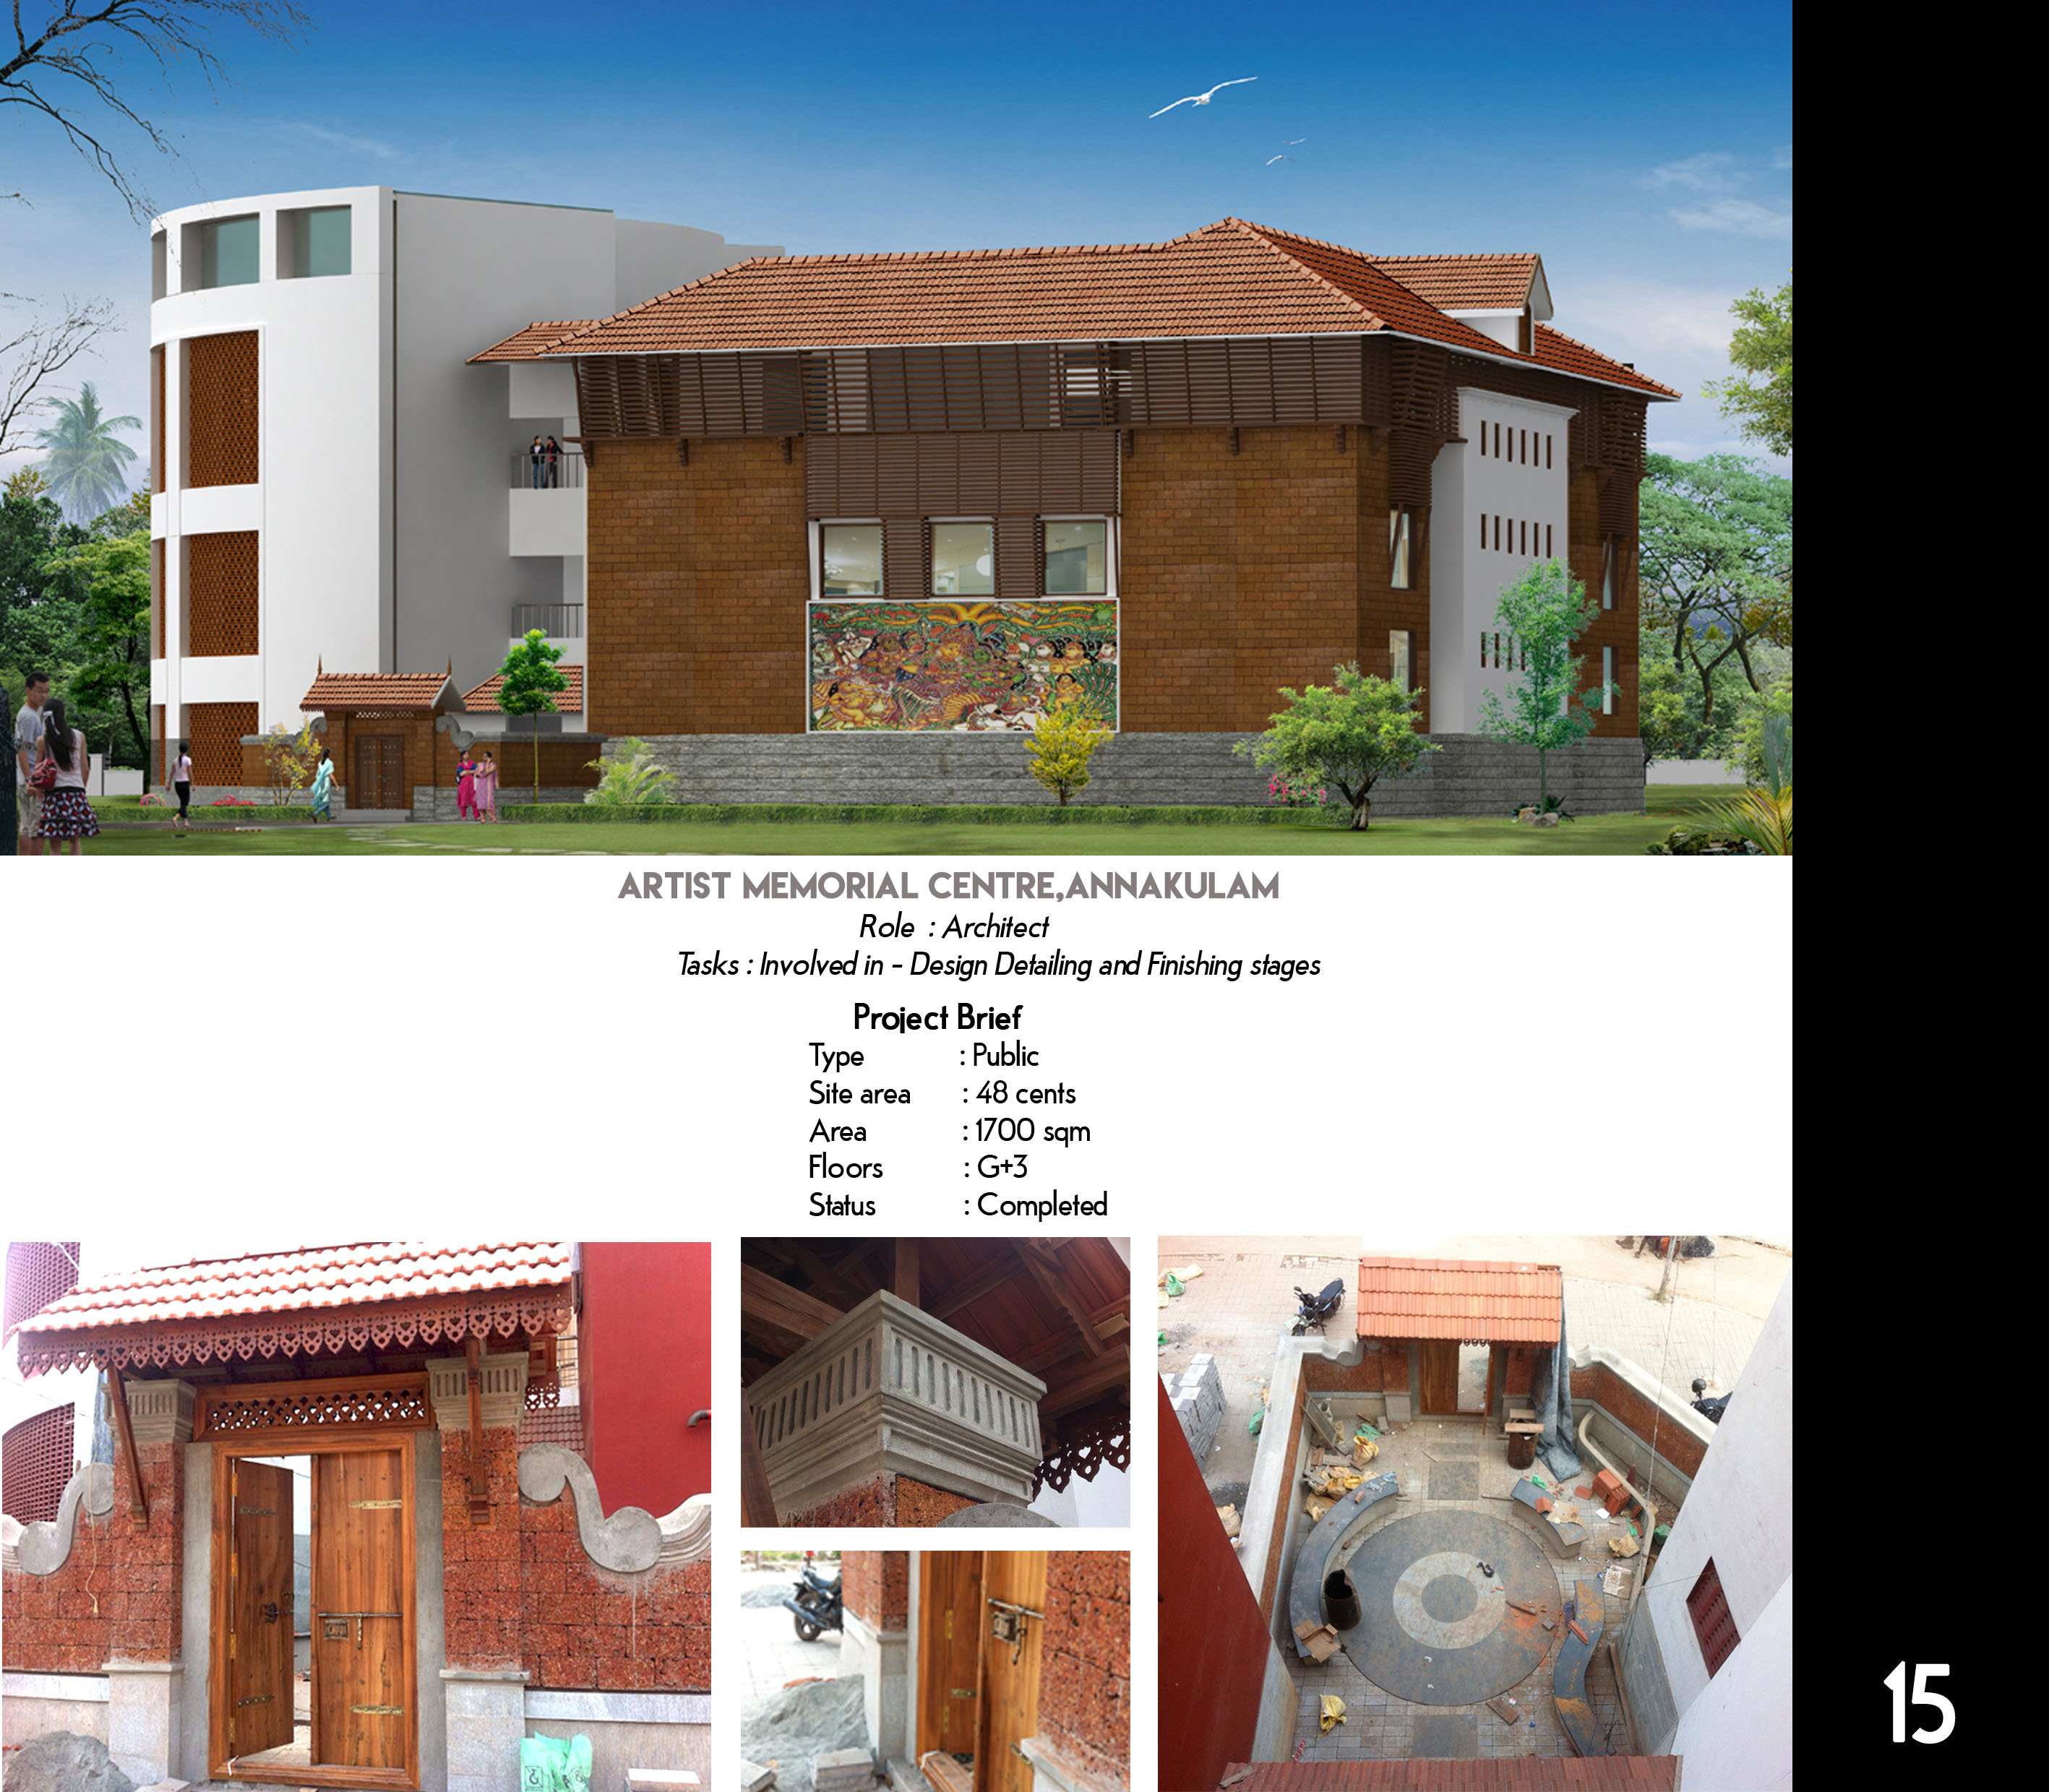 ARTIST MEMORIAL CENTRE,ANNAKULAM
Role : Architect
Tasks : Involved in - Design Detailing and Finishing stages
Project Brief
Type : Public
Site area : 48 cents
Area : 1700 sqm
Floors : G+3
Status : Completed
15